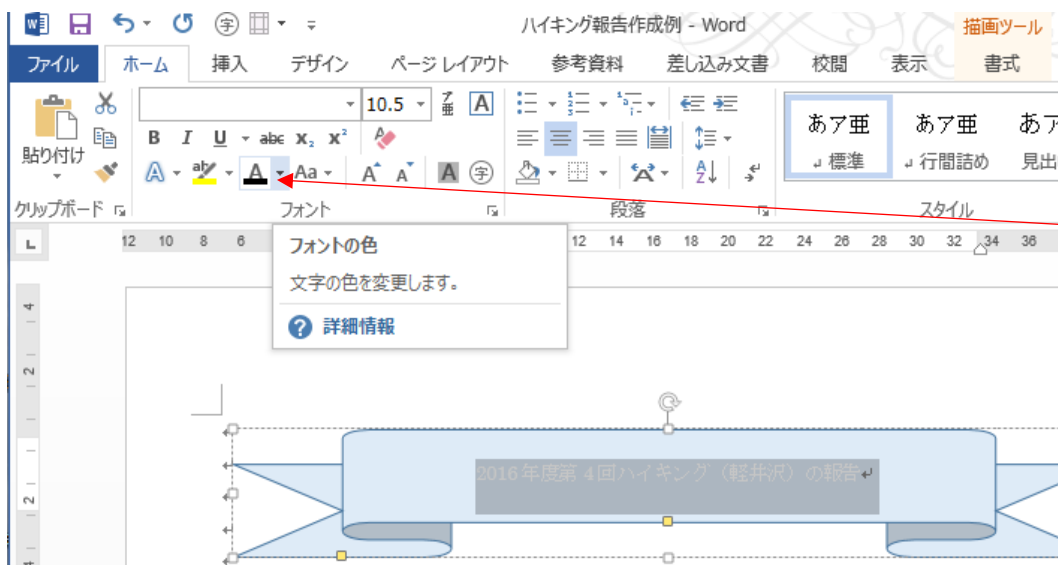 ハイキング報告作成例 - Word
描画ツール
ファイル ホーム 挿入 デザイン ページ レイアウト 参考資料 差し込み文書 校閲 表示 書式
貼り付け
10.5
B I U abc x₂ x²
A aby A Aa A A A 字
あア亜 あア亜 あア
標準 行間詰め 見出
クリップボード フォント 段落 スタイル
L 12 10 8 6 12 14 16 18 20 22 24 26 28 30 32 34 36
フォントの色
文字の色を変更します。
? 詳細情報
4
2
2016 年度第 4 回ハイキング（軽井沢）の報告
2